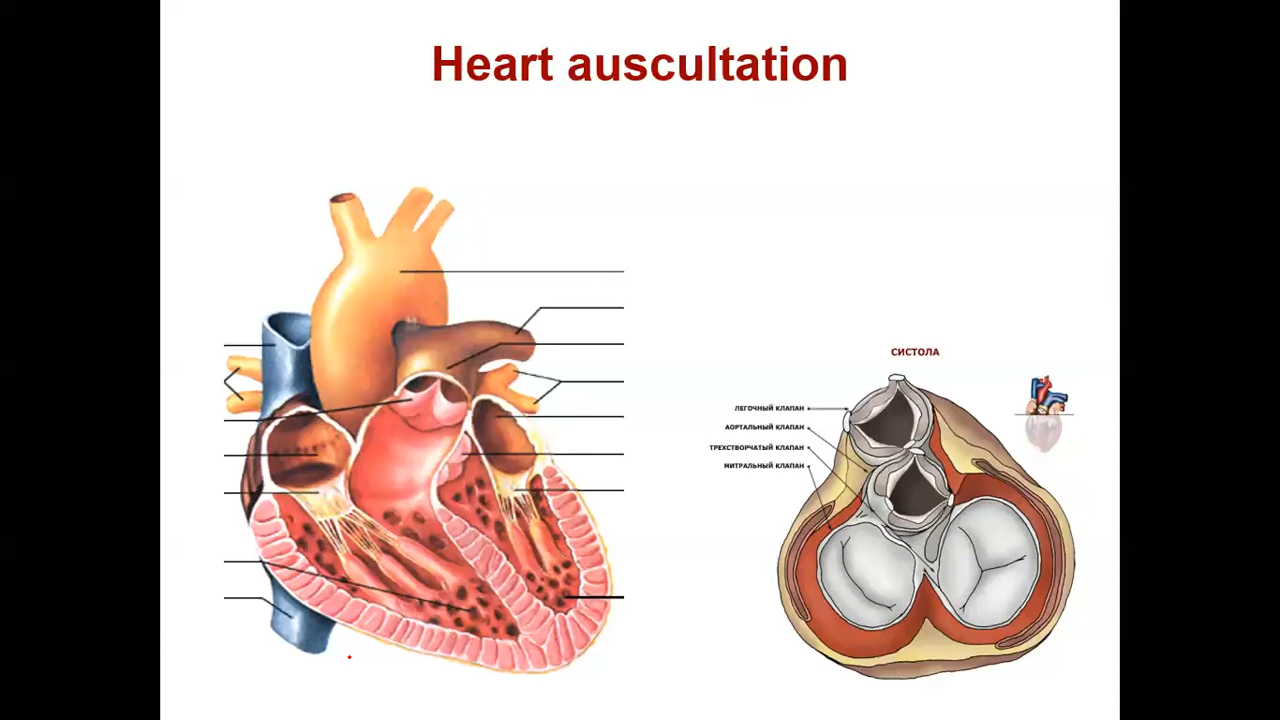 Heart auscultation
СИСТОЛА
ЛЕГОЧНЫЙ КЛАПАН
АОРТАЛЬНЫЙ КЛАПАН
ТРЕХСТВОРЧАТЫЙ КЛАПАН
МИТРАЛЬНЫЙ КЛАПАН